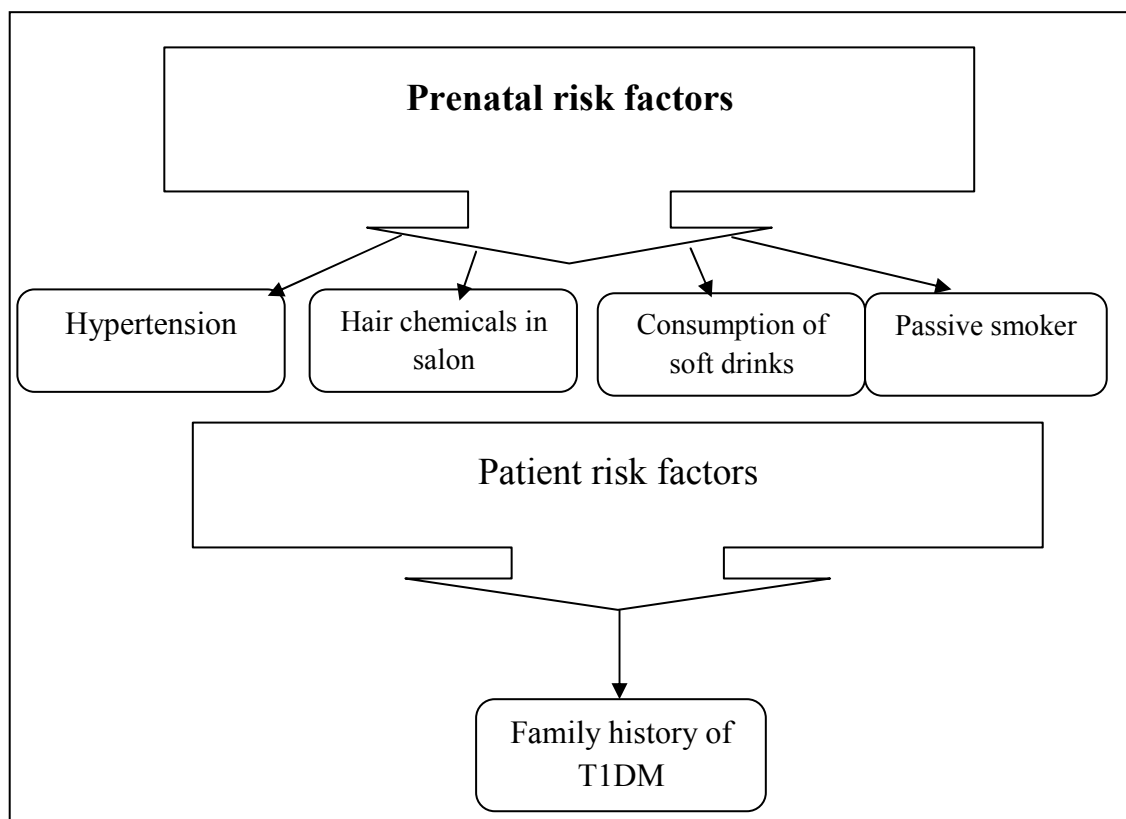 Prenatal risk factors
Hypertension
Hair chemicals in
salon
Consumption of
soft drinks
Passive smoker
Patient risk factors
Family history of
T1DM